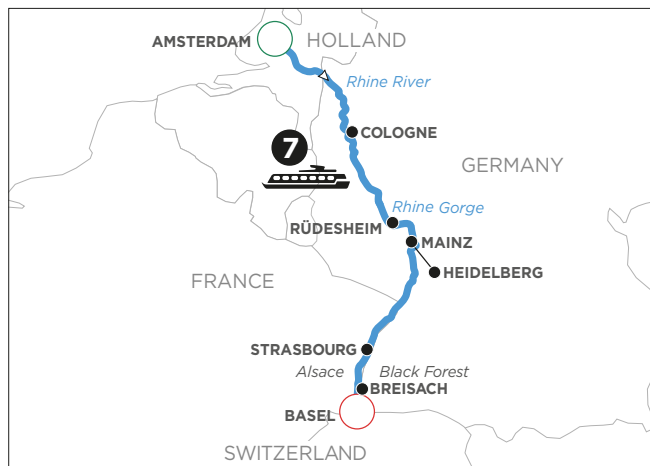 AMSTERDAM
HOLLAND
Rhine River
COLOGNE
7
GERMANY
Rhine Gorge
RÜDESHEIM
MAINZ
HEIDELBERG
FRANCE
STRASBOURG
Alsace
Black Forest
BREISACH
BASEL
SWITZERLAND